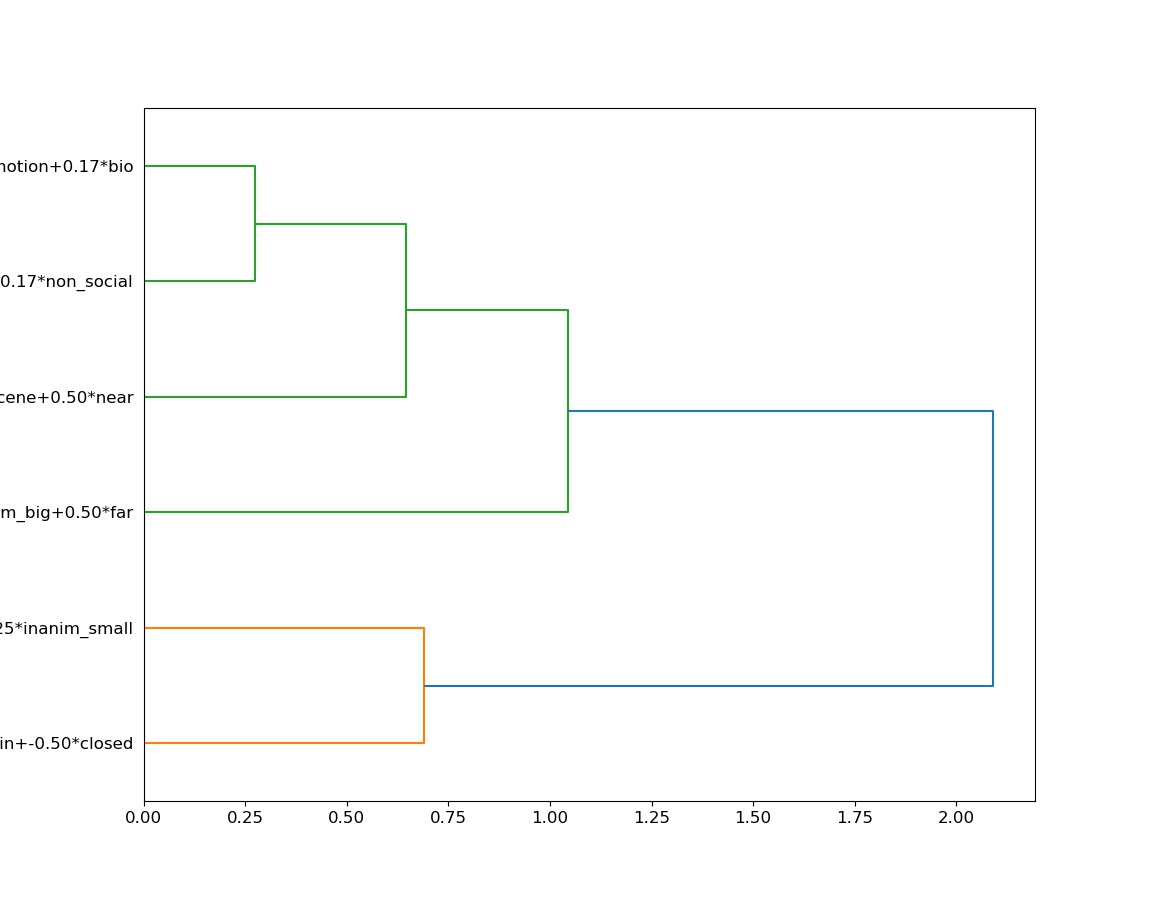 notion+0.17*bio
0.17*non_social
cene+0.50*near
m_big+0.50*far
25*inanim_small
in+-0.50*closed
0.00 0.25 0.50 0.75 1.00 1.25 1.50 1.75 2.00